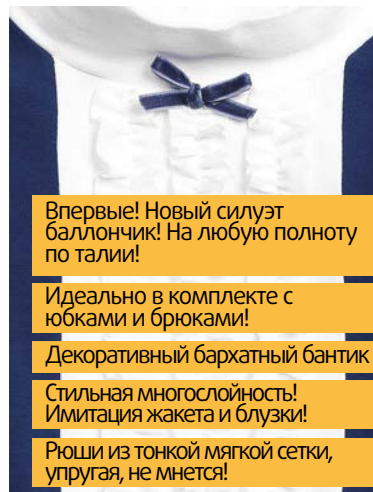 Впервые! Новый силуэт
баллончик! На любую полноту
по талии!
Идеально в комплекте с
юбками и брюками!
Декоративный бархатный бантик
Стильная многослойность!
Имитация жакета и блузки!
Рюши из тонкой мягкой сетки,
упругая, не мнется!